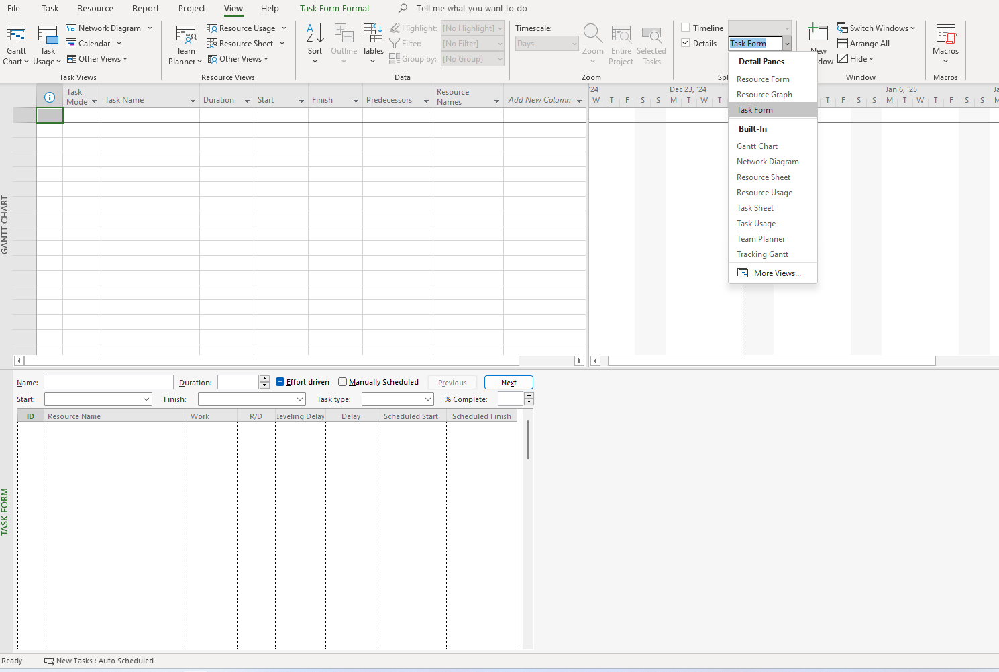 File Task Resource Report Project View Help Task Form Format Tell me what you want to do
Gantt Chart
Task Usage
Network Diagram
Calendar
Other Views
Task Views
Team Planner
Resource Usage
Resource Sheet
Other Views
Resource Views
Sort
Outline
Tables
Highlight: [No Highlight]
Filter: [No Filter]
Group by: [No Group]
Data
Timescale:
Days
Zoom
Entire Project
Selected Tasks
Zoom
Timeline
Details Task Form
Spl
New
ndow
Switch Windows
Arrange All
Hide
Window
Macros
Macros
Detail Panes
Resource Form
Resource Graph
Task Form
Built-In
Gantt Chart
Network Diagram
Resource Sheet
Resource Usage
Task Sheet
Task Usage
Team Planner
Tracking Gantt
More Views...
Task Mode Task Name Duration Start Finish Predecessors Resource Names Add New Column
'24 Dec 23, '24 Jan 6, '25 Ja
W T F S S M T W T T F S S M T W T F S S M
GANTT CHART
Name: Duration: Effort driven Manually Scheduled Previous Next
Start: Finish: Task type: % Complete:
ID Resource Name Work R/D Leveling Delay Delay Scheduled Start Scheduled Finish
TASK FORM
Ready New Tasks : Auto Scheduled